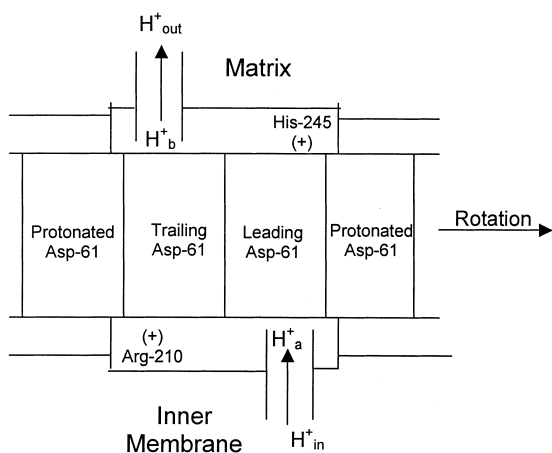 H⁺out
Matrix
His-245
(+)
H⁺b
Protonated
Asp-61
Trailing
Asp-61
Leading
Asp-61
Protonated
Asp-61
Rotation
(+)
Arg-210
H⁺a
Inner
Membrane
H⁺in